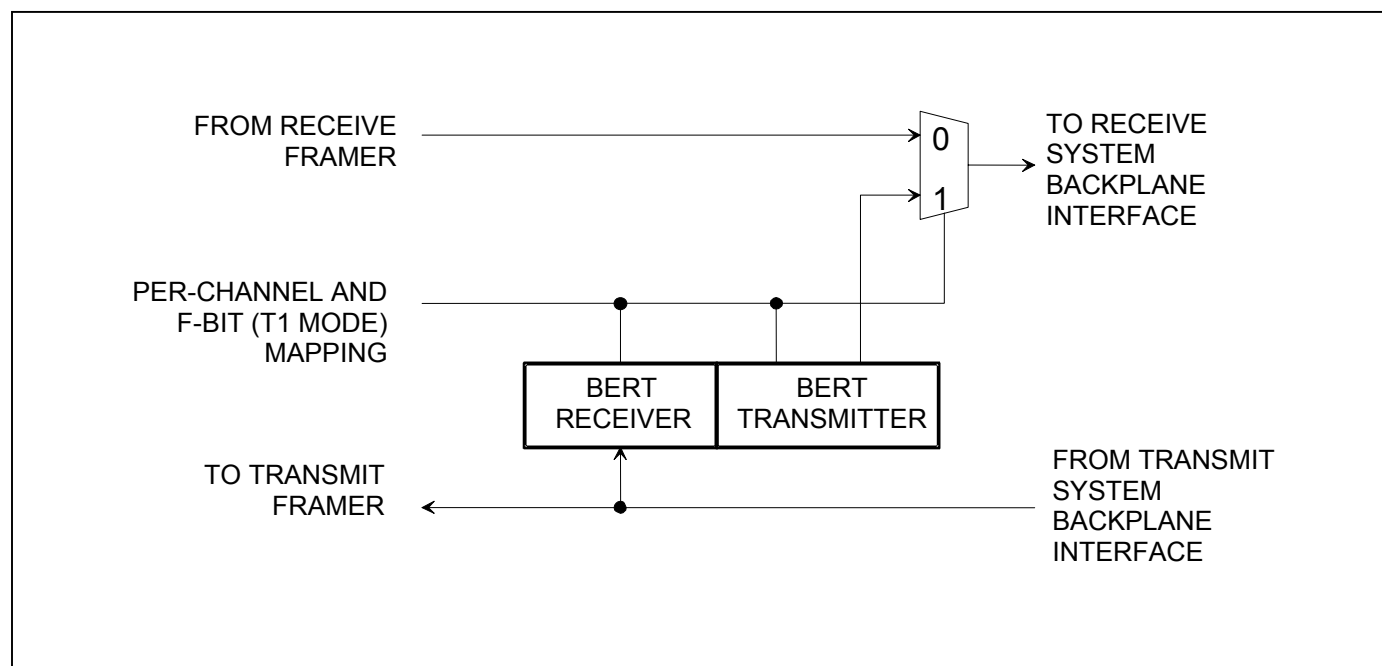 FROM RECEIVE
FRAMER
0
1
TO RECEIVE
SYSTEM
BACKPLANE
INTERFACE
PER-CHANNEL AND
F-BIT (T1 MODE)
MAPPING
BERT
RECEIVER
BERT
TRANSMITTER
TO TRANSMIT
FRAMER
FROM TRANSMIT
SYSTEM
BACKPLANE
INTERFACE